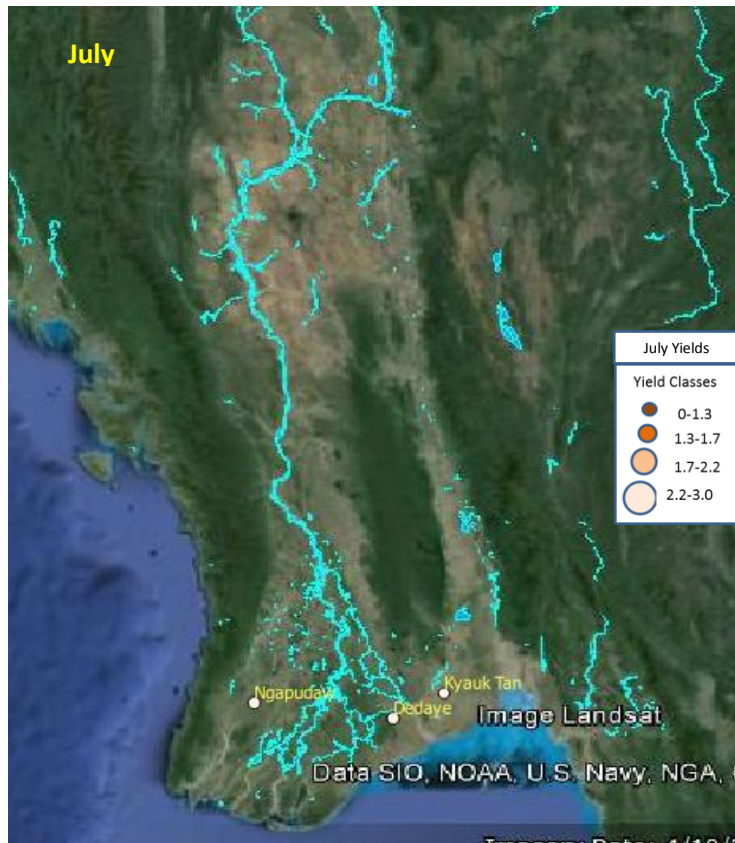 July
July Yields
Yield Classes
0-1.3
1.3-1.7
1.7-2.2
2.2-3.0
Ngapudaw
Kyauk Tan
Dedaye
Image Landsat
Data SIO, NOAA, U.S. Navy, NGA,